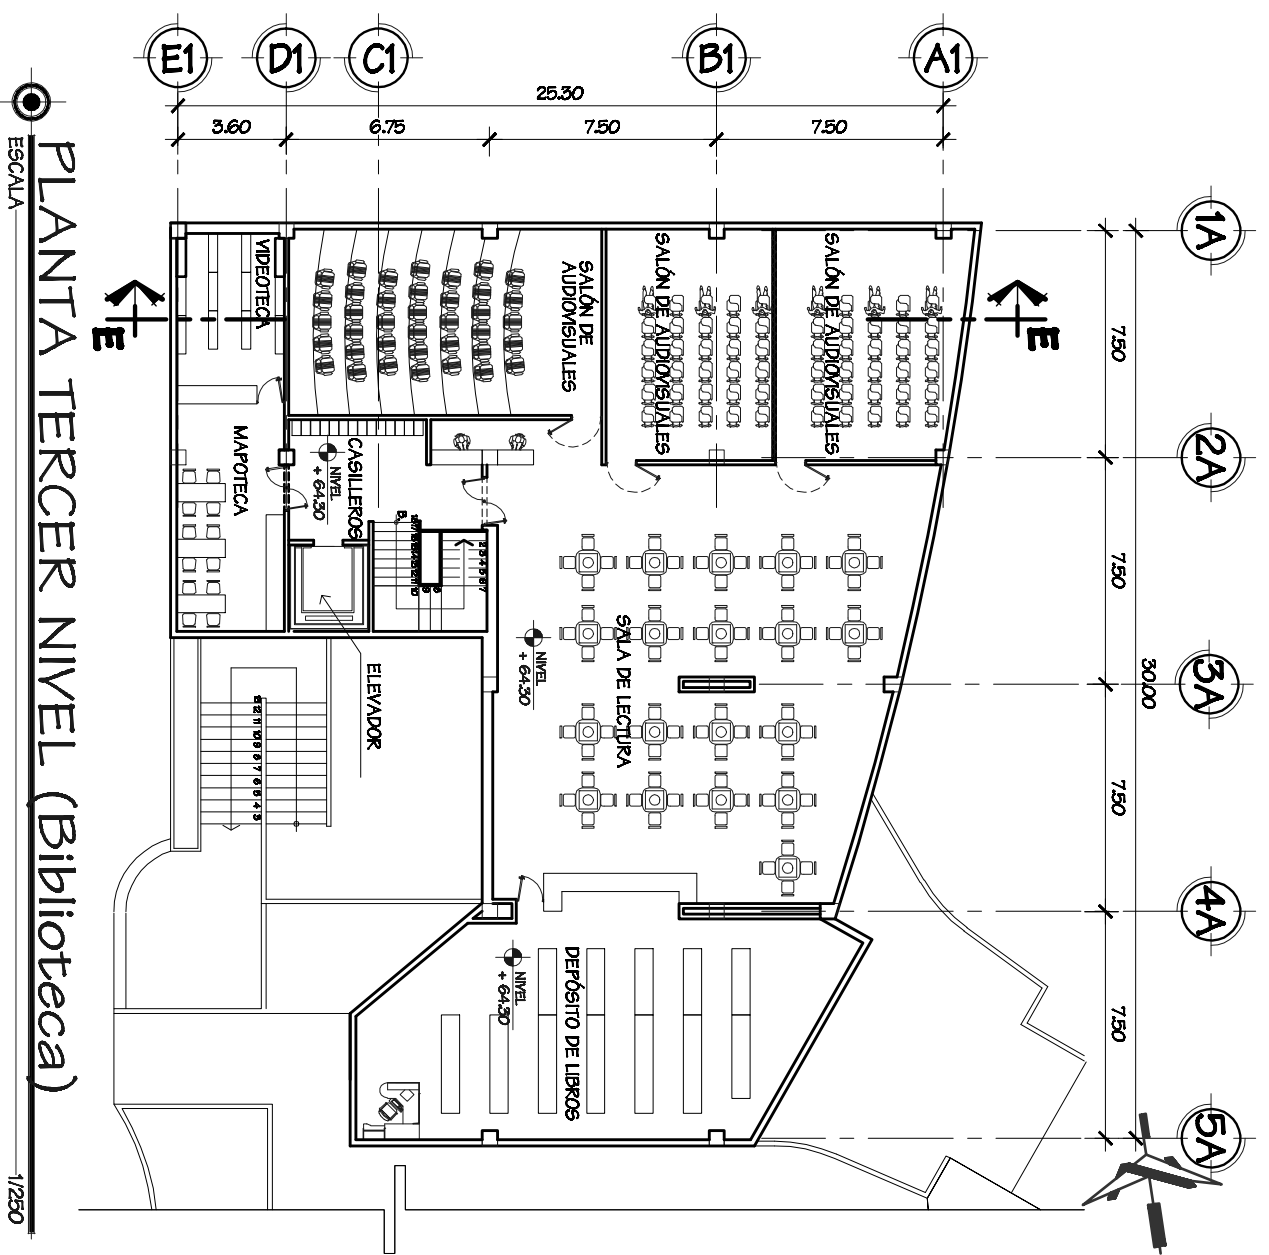 E1
D1
C1
B1
A1
25.30
3.60
6.75
7.50
7.50
1A
2A
3A
4A
5A
7.50
7.50
7.50
7.50
30.00
E
E
VIDEOTECA
MAPOTECA
SALÓN DE
AUDIOVISUALES
SALÓN DE AUDIOVISUALES
SALÓN DE AUDIOVISUALES
CASILLEROS
NIVEL
+ 64.30
B.
ELEVADOR
SALA DE LECTURA
NIVEL
+ 64.30
DEPÓSITO DE LIBROS
NIVEL
+ 64.30
PLANTA TERCER NIVEL (Biblioteca)
ESCALA
1/250